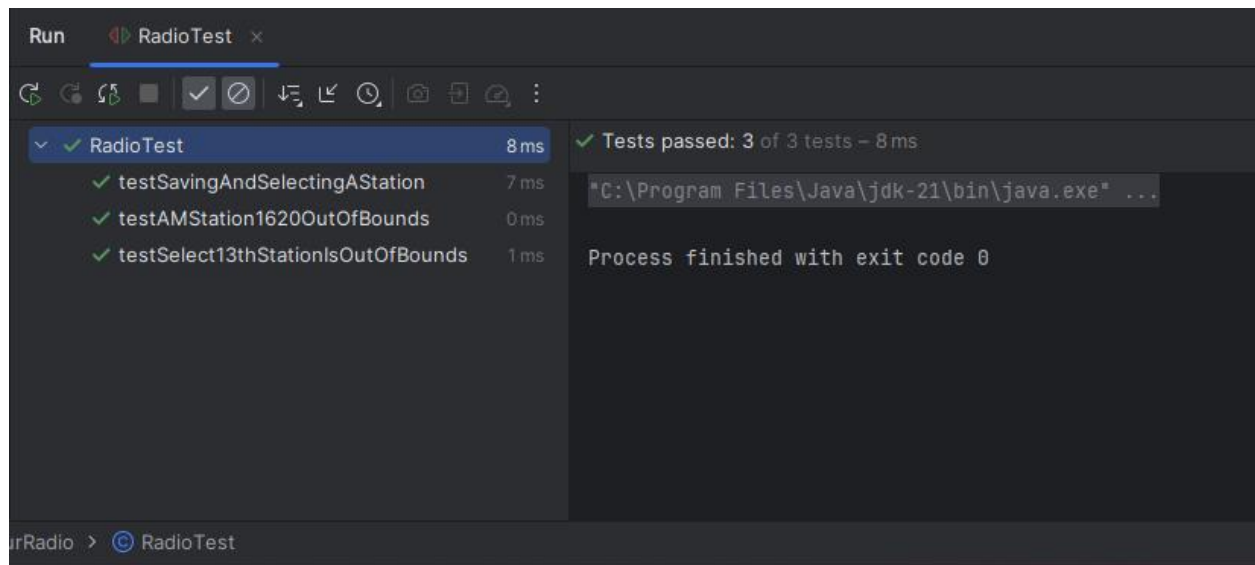 Run RadioTest ×
RadioTest 8 ms
testSavingAndSelectingAStation 7 ms
testAMStation1620OutOfBounds 0 ms
testSelect13thStationIsOutOfBounds 1 ms
Tests passed: 3 of 3 tests – 8 ms
"C:\Program Files\Java\jdk-21\bin\java.exe" ...
Process finished with exit code 0
urRadio > © RadioTest